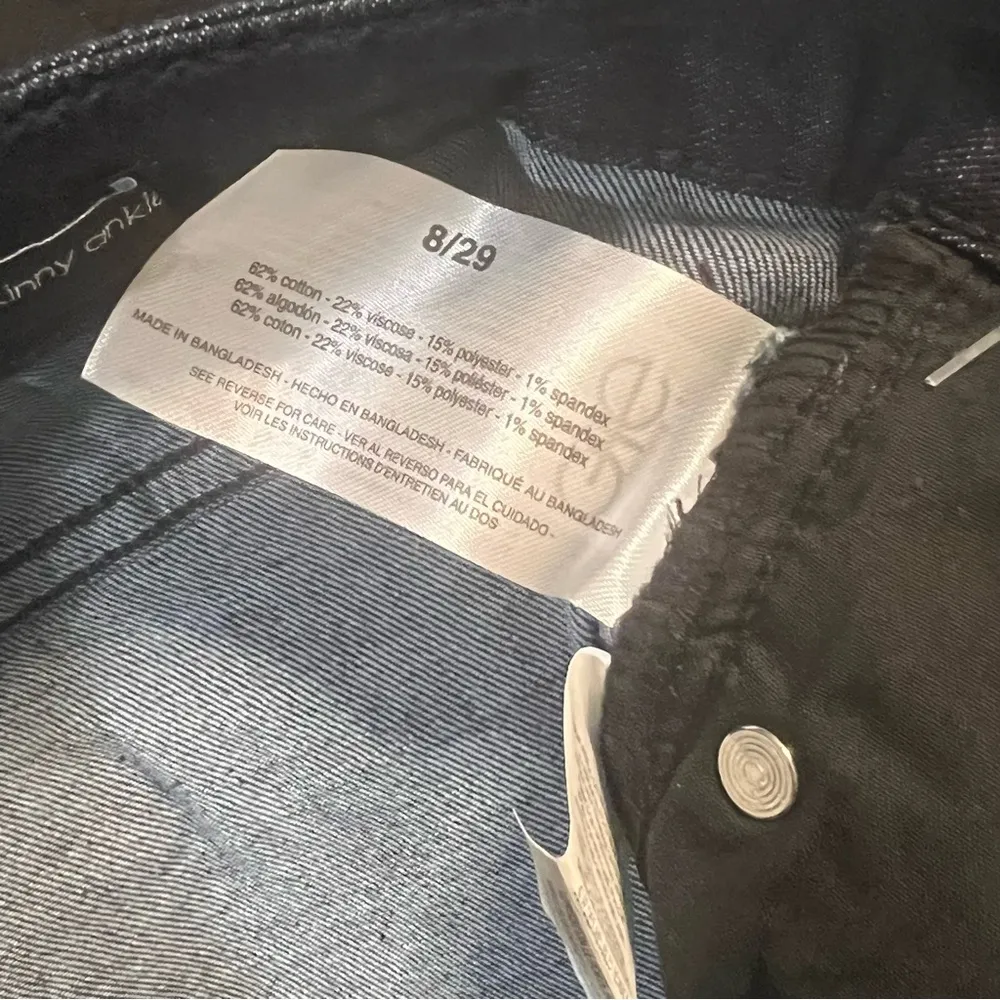 ankle
8/29
62% cotton - 22% viscose - 15% polyester - 1% spandex
62% algodón - 22% viscosa - 15% poliéster - 1% spandex
62% coton - 22% viscose - 15% polyester - 1% spandex
MADE IN BANGLADESH - HECHO EN BANGLADESH - FABRIQUÉ AU BANGLADESH
SEE REVERSE FOR CARE - VER AL REVERSO PARA EL CUIDADO -
VOIR LES INSTRUCTIONS D'ENTRETIEN AU DOS